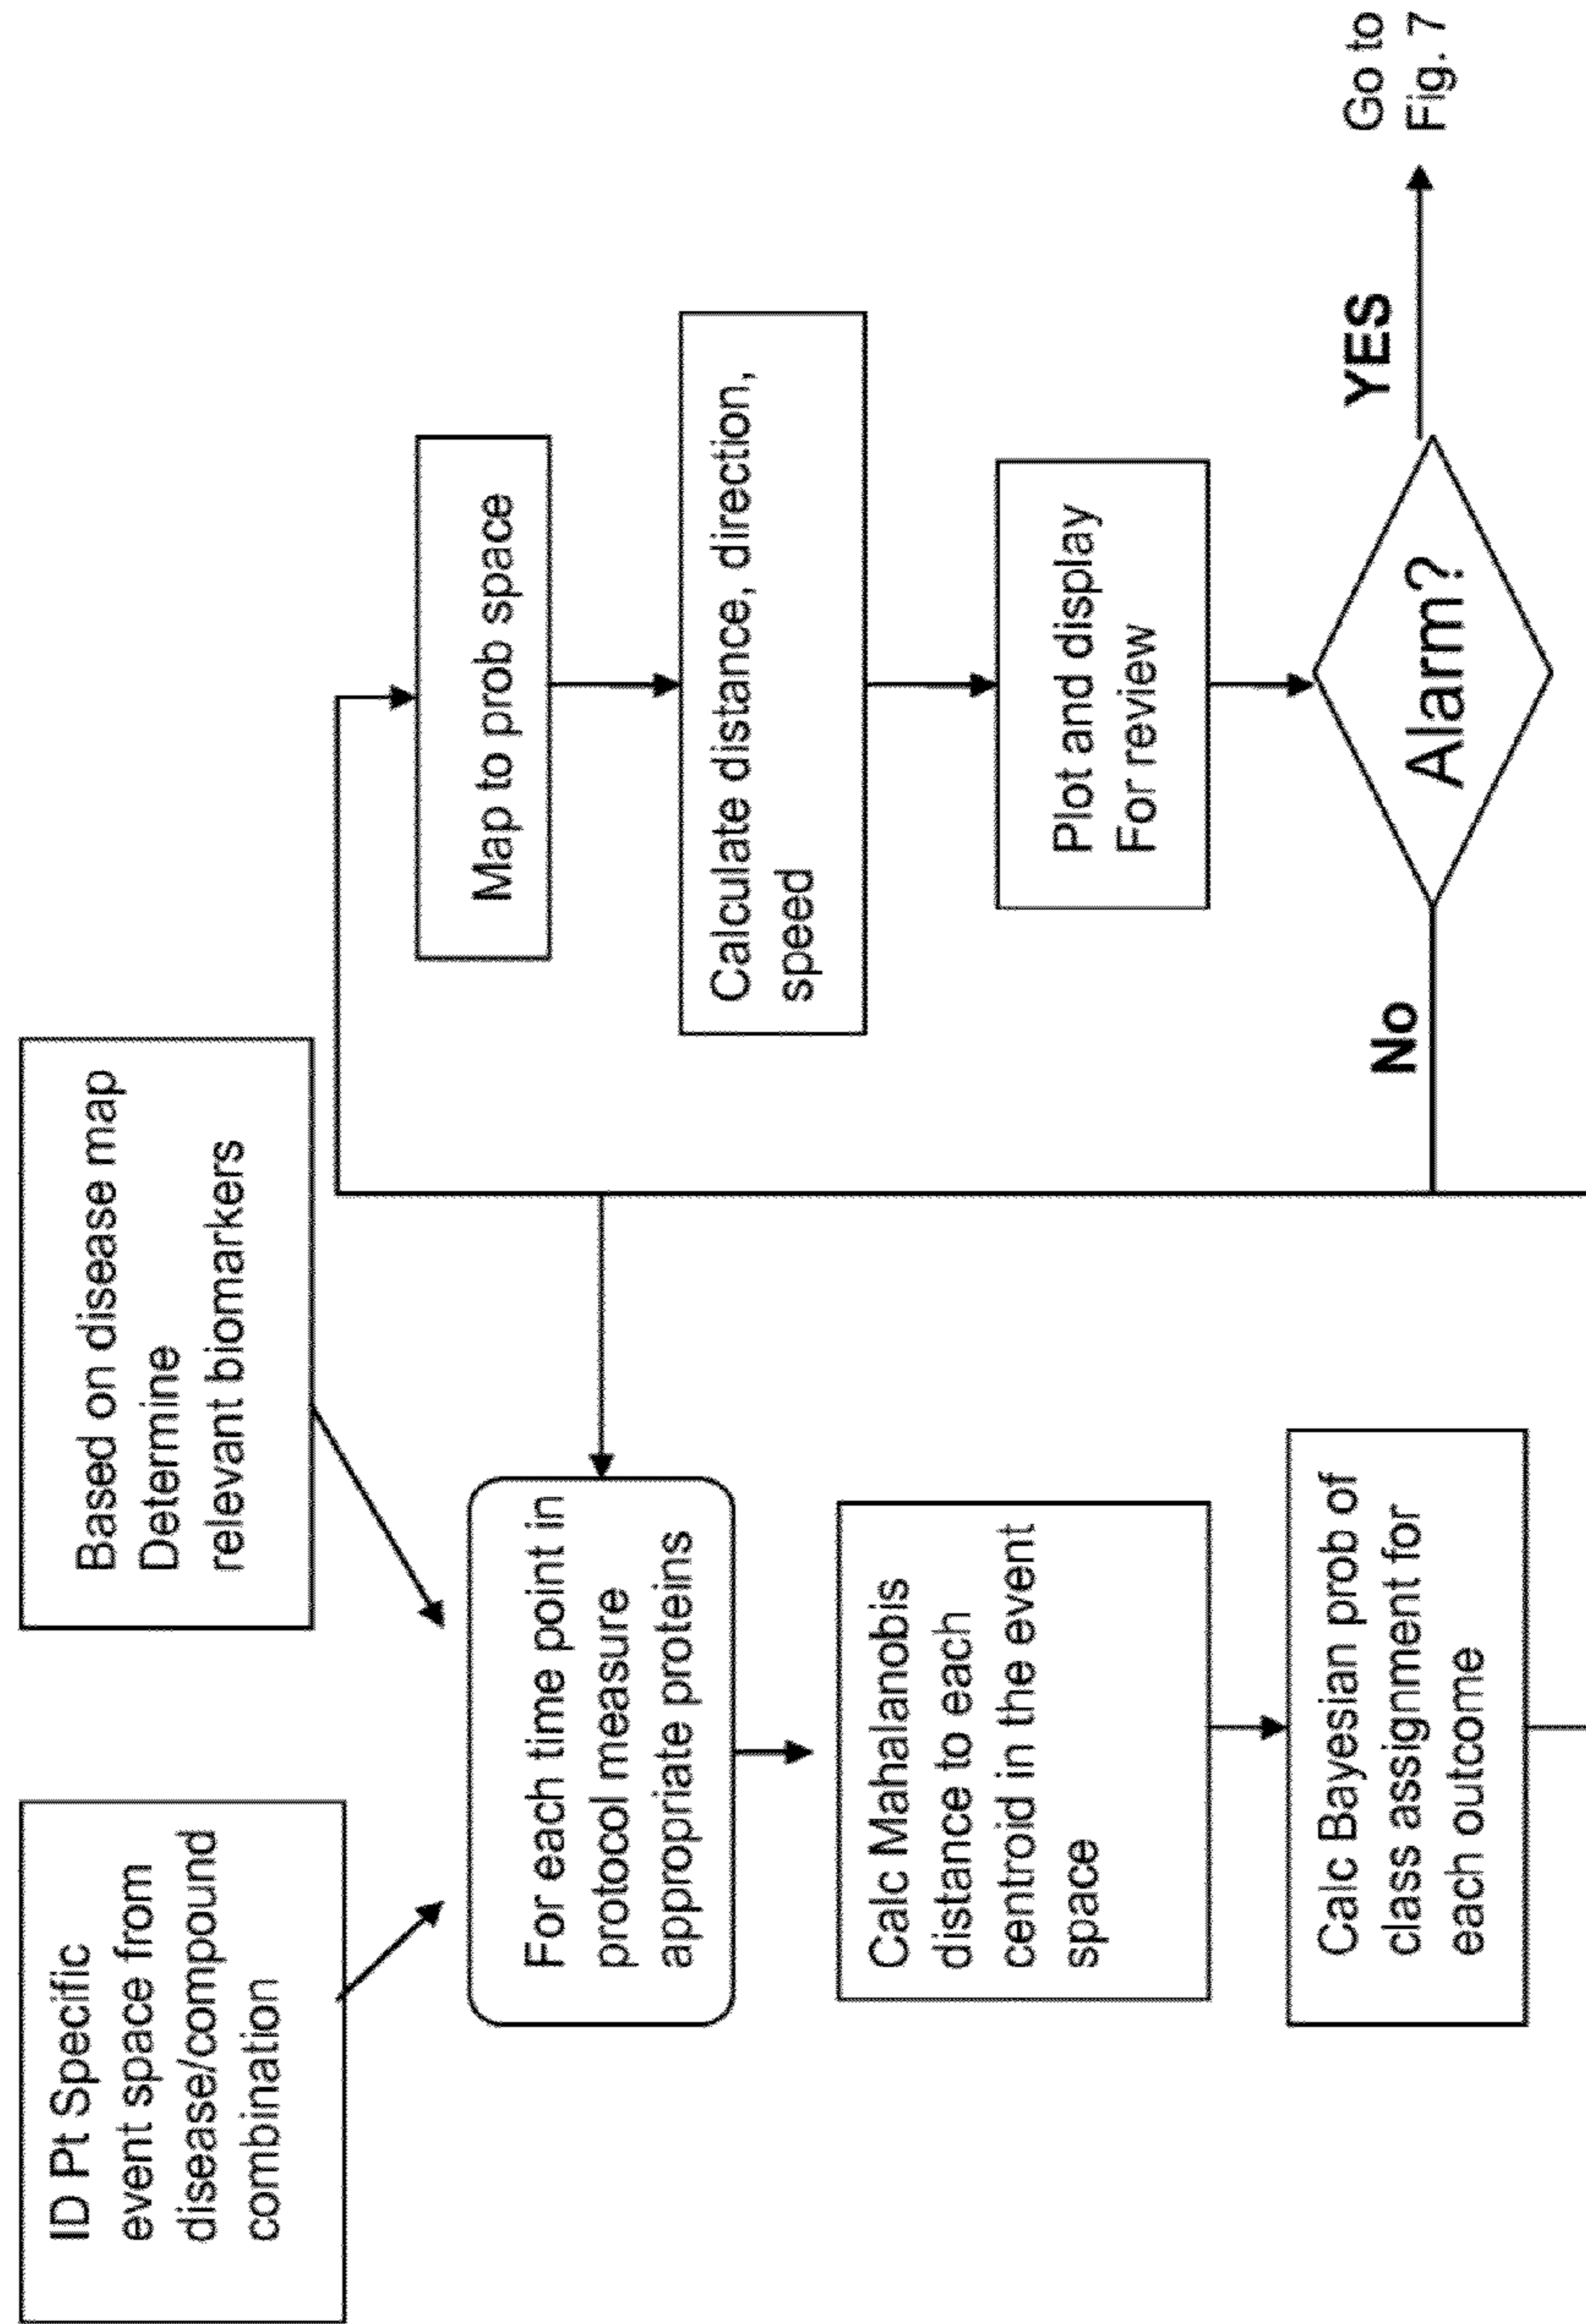 ID Pt Specific
event space from
disease/compound
combination
Based on disease map
Determine
relevant biomarkers
For each time point in
protocol measure
appropriate proteins
Calc Mahalanobis
distance to each
centroid in the event
space
Calc Bayesian prob of
class assignment for
each outcome
Map to prob space
Calculate distance, direction,
speed
Plot and display
For review
Alarm?
No
YES
Go to
Fig. 7